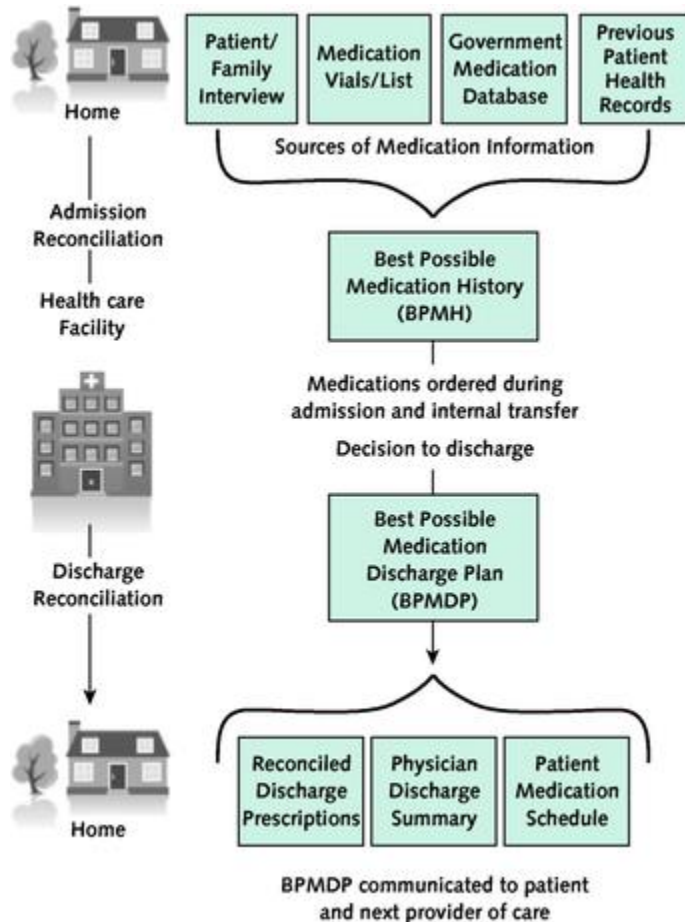 Patient/
Family
Interview
Medication
Vials/List
Government
Medication
Database
Previous
Patient
Health
Records
Home
Sources of Medication Information
Admission
Reconciliation
Health care
Facility
Best Possible
Medication History
(BPMH)
Medications ordered during
admission and internal transfer
Decision to discharge
Best Possible
Medication
Discharge Plan
(BPMDP)
Discharge
Reconciliation
Home
Reconciled
Discharge
Prescriptions
Physician
Discharge
Summary
Patient
Medication
Schedule
BPMDP communicated to patient
and next provider of care